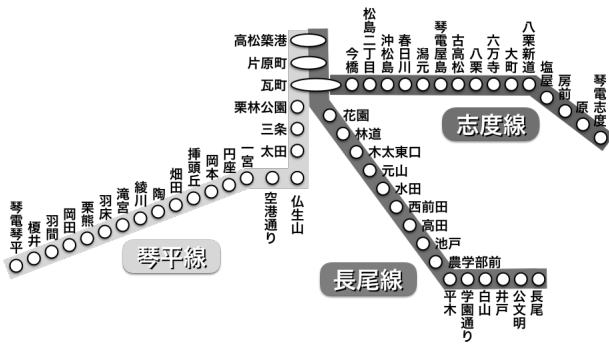 高松築港
片原町
瓦町
栗林公園
三条
太田
仏生山
空港通り
一宮
円座
岡本
挿頭丘
畑田
陶
綾川
滝宮
羽床
栗熊
岡田
羽間
榎井
琴電琴平
琴平線
今橋
松島二丁目
沖松島
春日川
潟元
琴電屋島
古高松
八栗
六万寺
大町
八栗新道
塩屋
房前
原
琴電志度
志度線
花園
林道
木太東口
元山
水田
西前田
高田
池戸
農学部前
平木
学園通り
白山
井戸
公文明
長尾
長尾線